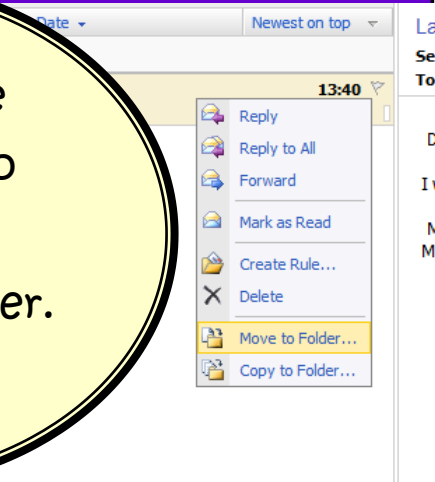 Date
Newest on top
La
Se
To
13:40
Reply
Reply to All
Forward
Mark as Read
Create Rule...
Delete
Move to Folder...
Copy to Folder...
er.
D
I
M
M